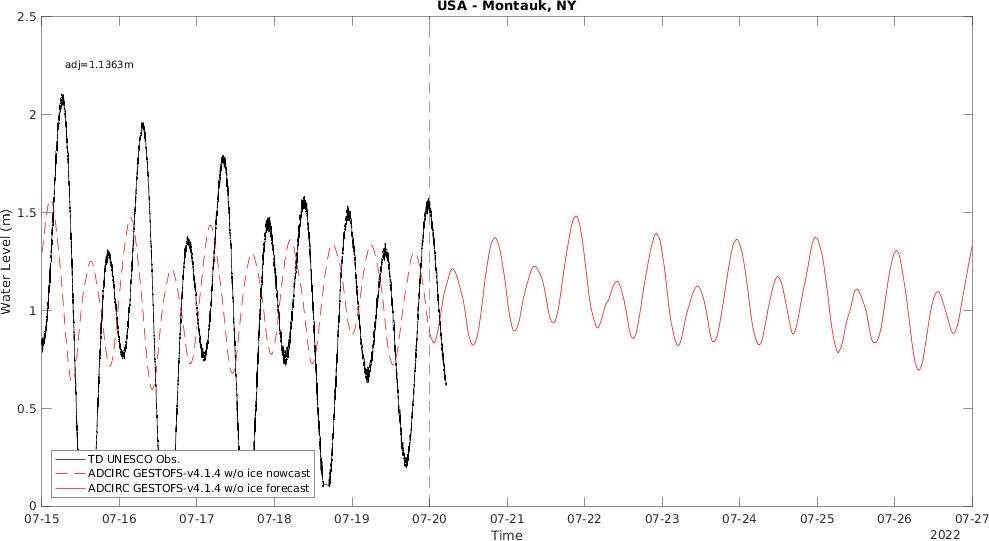 USA - Montauk, NY
2.5
adj=1.1363m
2
1.5
Water Level (m)
1
0.5
TD UNESCO Obs.
ADCIRC GESTOFS-v4.1.4 w/o ice nowcast
ADCIRC GESTOFS-v4.1.4 w/o ice forecast
0
07-15 07-16 07-17 07-18 07-19 07-20 07-21 07-22 07-23 07-24 07-25 07-26 07-27
Time
2022